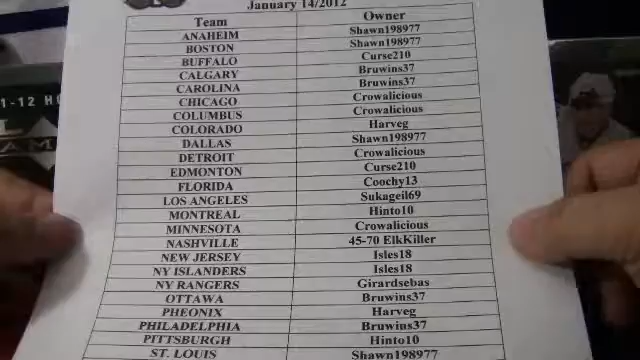 January 14/2012
Team Owner
ANAHEIM Shawn198977
BOSTON Shawn198977
BUFFALO Curse210
CALGARY Bruwins37
CAROLINA Bruwins37
CHICAGO Crowalicious
COLUMBUS Crowalicious
COLORADO Harveg
DALLAS Shawn198977
DETROIT Crowalicious
EDMONTON Curse210
FLORIDA Coochy13
LOS ANGELES Sukageil69
MONTREAL Hinto10
MINNESOTA Crowalicious
NASHVILLE 45-70 ElkKiller
NEW JERSEY Isles18
NY ISLANDERS Isles18
NY RANGERS Girardsebas
OTTAWA Bruwins37
PHEONIX Harveg
PHILADELPHIA Bruwins37
PITTSBURGH Hinto10
ST. LOUIS Shawn198977
1-12